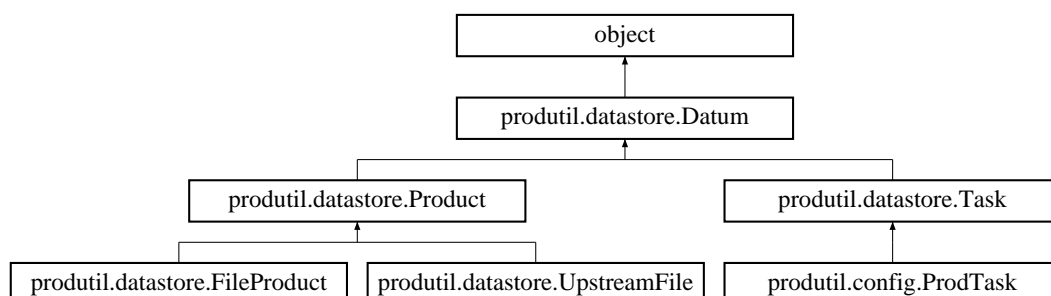 object
produtil.datastore.Datum
produtil.datastore.Product
produtil.datastore.Task
produtil.datastore.FileProduct
produtil.datastore.UpstreamFile
produtil.config.ProdTask